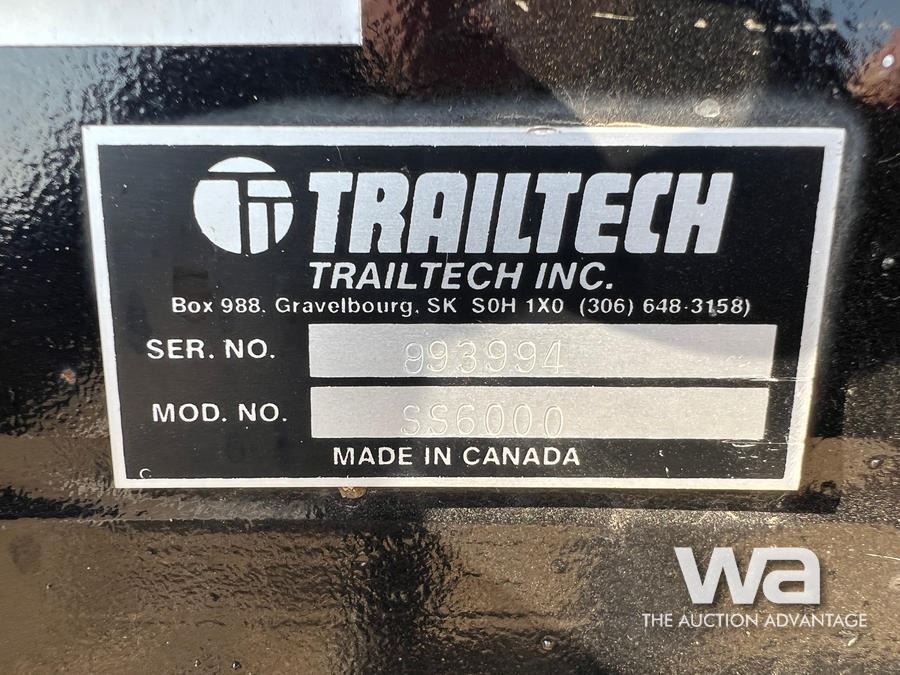 TRAILTECH
TRAILTECH INC.
Box 988, Gravelbourg, SK S0H 1X0 (306) 648-3158)
SER. NO. 993994
MOD. NO. SS6000
MADE IN CANADA
C
wa
THE AUCTION ADVANTAGE